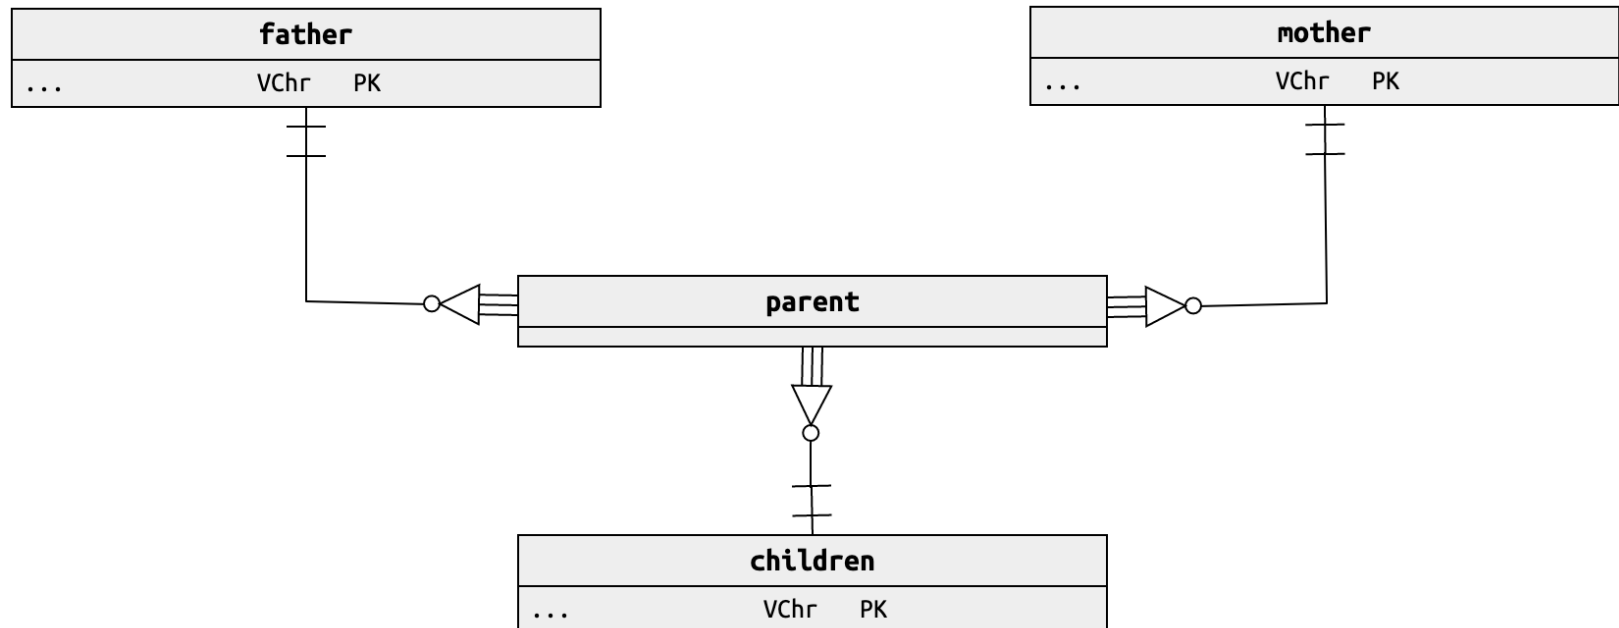 father
... VChr PK
mother
... VChr PK
parent
children
... VChr PK